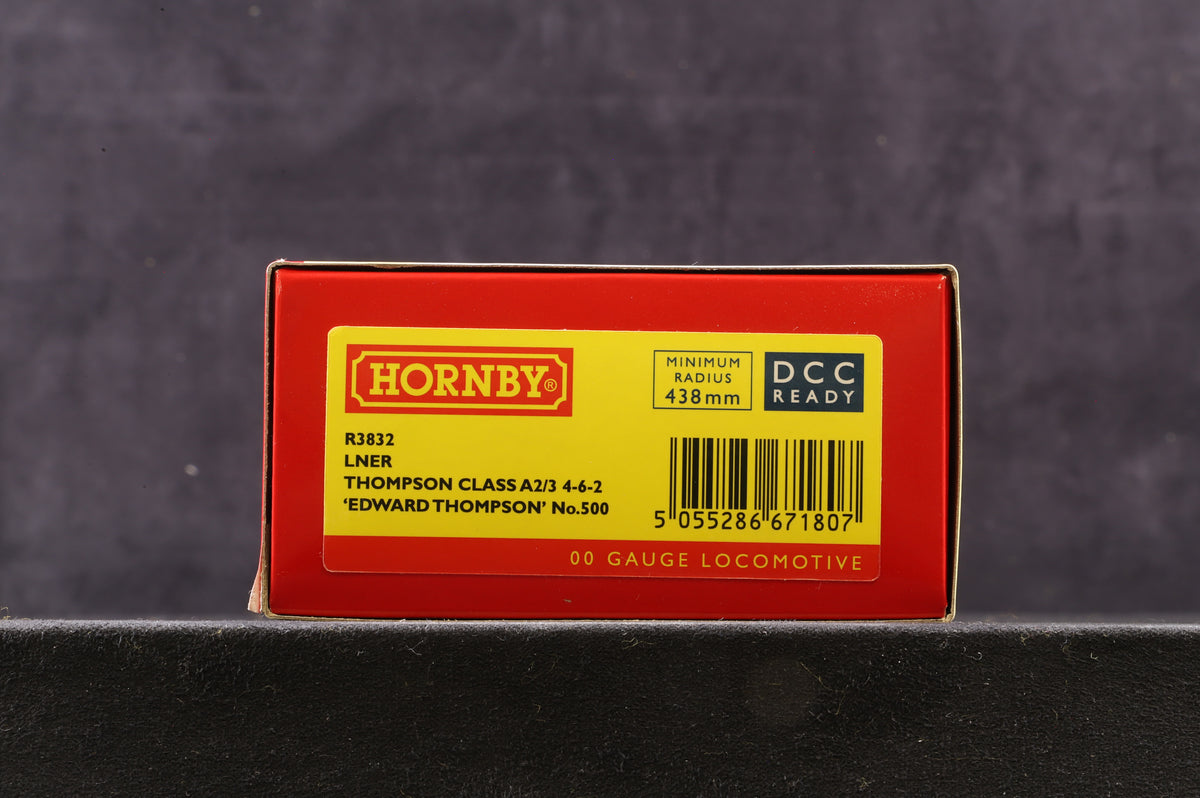 HORNBY®
MINIMUM
RADIUS
438mm
DCC
READY
R3832
LNER
THOMPSON CLASS A2/3 4-6-2
‘EDWARD THOMPSON’ No.500
5 055286 671807
00 GAUGE LOCOMOTIVE